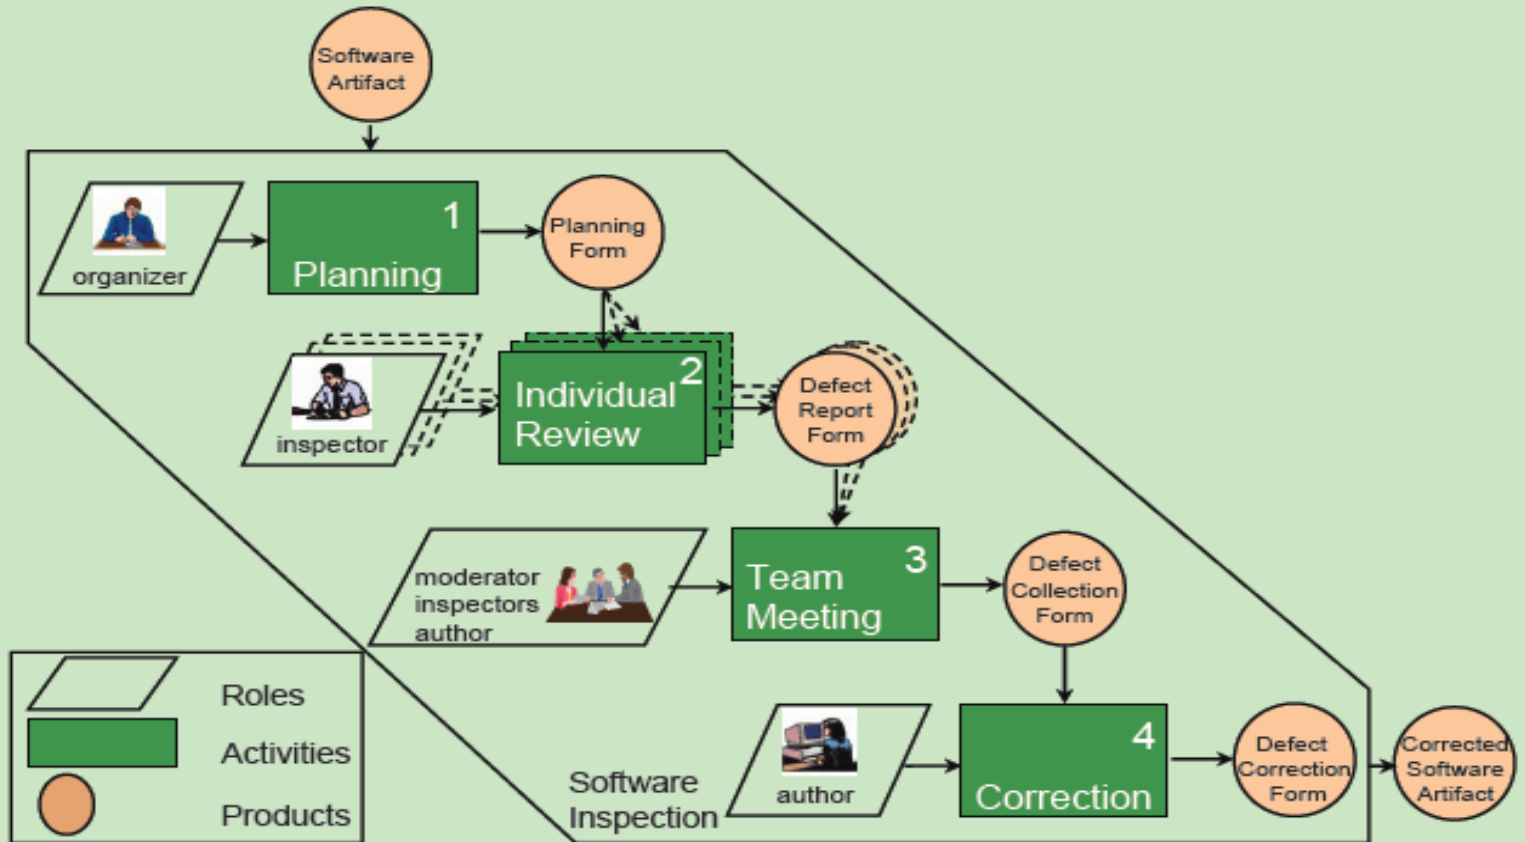 Software
Artifact
1
Planning
organizer
Planning
Form
2
Individual
Review
inspector
Defect
Report
Form
3
Team
Meeting
moderator
inspectors
author
Defect
Collection
Form
4
Correction
author
Defect
Correction
Form
Corrected
Software
Artifact
Software
Inspection
Roles
Activities
Products